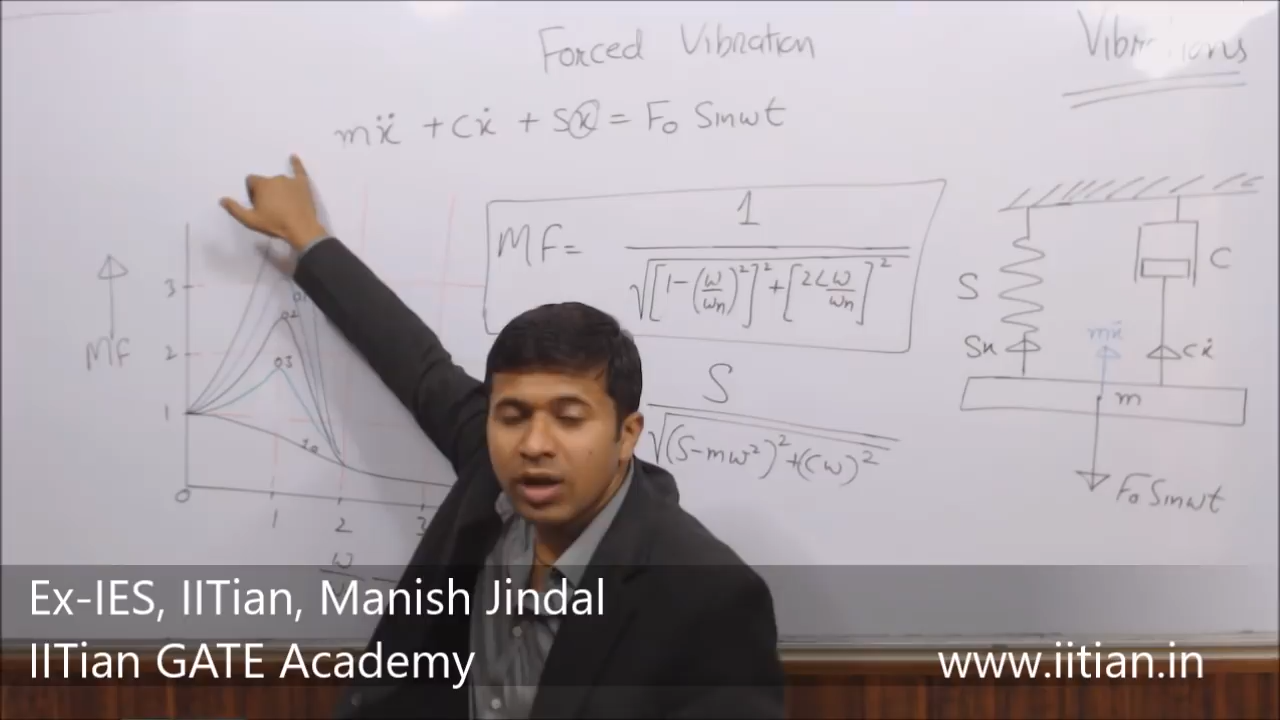 Forced Vibration
Vibrations
mẍ + cẋ + sx = F₀ Sinωt
MF = 1 / √([1-(ω/ωn)²]² + [2ζ ω/ωn]²)
S / √((S-mω²)² + (cω)²)
MF
3
2
1
0
0.2
0.3
1.0
1 2 3
ω
S
C
Sx
mẍ
cẋ
m
F₀ Sinωt
Ex-IES, IITian, Manish Jindal
IITian GATE Academy
www.iitian.in